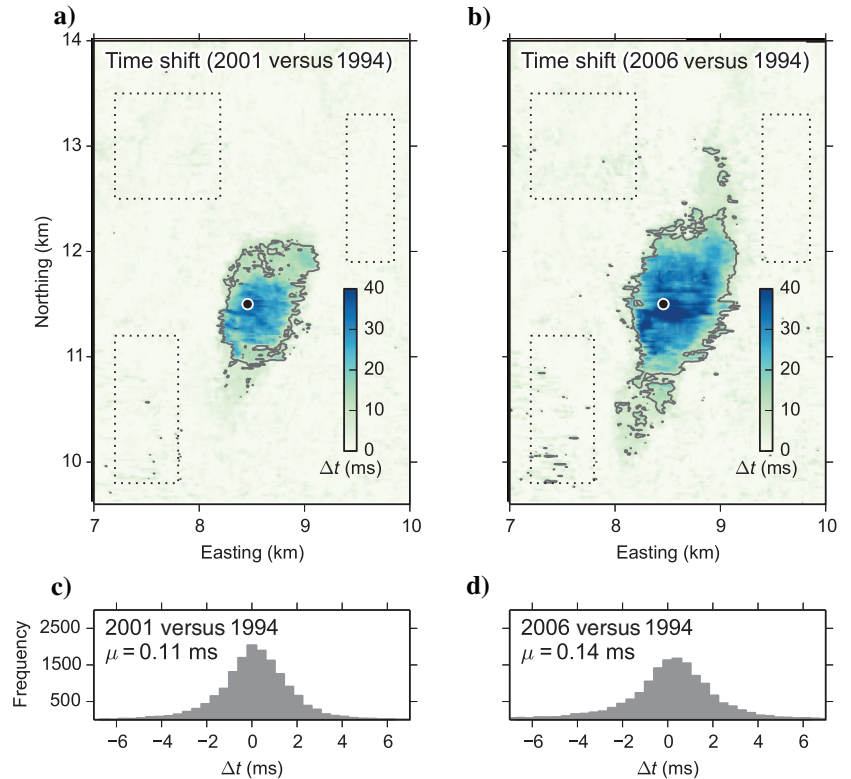 a)
b)
Time shift (2001 versus 1994)
Time shift (2006 versus 1994)
14
13
12
11
10
Northing (km)
40
30
20
10
0
Δt (ms)
40
30
20
10
0
Δt (ms)
7 8 9 10
7 8 9 10
Easting (km)
Easting (km)
c)
d)
2001 versus 1994
μ = 0.11 ms
2006 versus 1994
μ = 0.14 ms
2500
1500
500
Frequency
−6 −4 −2 0 2 4 6
−6 −4 −2 0 2 4 6
Δt (ms)
Δt (ms)